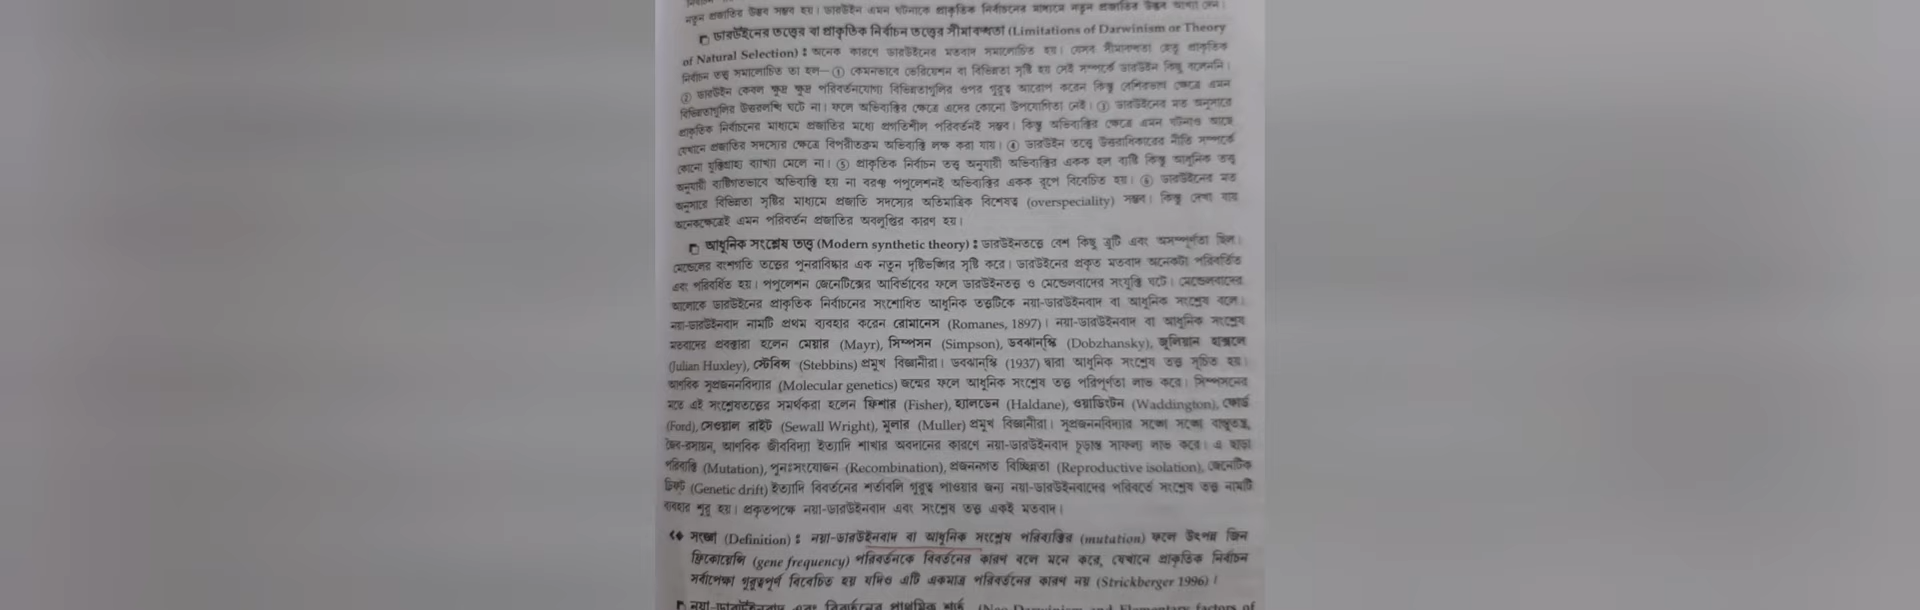 নতুন প্রজাতির উদ্ভব সম্ভব হয়। ডারউইন এমন ঘটনাকে প্রাকৃতিক নির্বাচনের মাধ্যমে নতুন প্রজাতির উদ্ভব আখ্যা দেন।
ডারউইনের তত্ত্বের বা প্রাকৃতিক নির্বাচন তত্ত্বের সীমাবদ্ধতা (Limitations of Darwinism or Theory
of Natural Selection) : অনেক কারণে ডারউইনের মতবাদ সমালোচিত হয়। যেসব সীমাবদ্ধতা হেতু প্রাকৃতিক
নির্বাচন তত্ত্ব সমালোচিত তা হল— ① কেমনভাবে ভেরিয়েশন বা বিভিন্নতা সৃষ্টি হয় সেই সম্পর্কে ডারউইন কিছু বলেননি।
② ডারউইন কেবল ক্ষুদ্র ক্ষুদ্র পরিবর্তনযোগ্য বিভিন্নতাগুলির ওপর গুরুত্ব আরোপ করেন কিন্তু বেশিরভাগ ক্ষেত্রে এমন
বিভিন্নতাগুলির উত্তরলব্ধি ঘটে না। ফলে অভিব্যক্তির ক্ষেত্রে এদের কোনো উপযোগিতা নেই। ③ ডারউইনের মত অনুসারে
প্রাকৃতিক নির্বাচনের মাধ্যমে প্রজাতির মধ্যে প্রগতিশীল পরিবর্তনই সম্ভব। কিন্তু অভিব্যক্তির ক্ষেত্রে এমন ঘটনাও আছে
যেখানে প্রজাতির সদস্যের ক্ষেত্রে বিপরীতক্রম অভিব্যক্তি লক্ষ করা যায়। ④ ডারউইন তত্ত্বে উত্তরাধিকারের নীতি সম্পর্কে
কোনো যুক্তিগ্রাহ্য ব্যাখ্যা মেলে না। ⑤ প্রাকৃতিক নির্বাচন তত্ত্ব অনুযায়ী অভিব্যক্তির একক হল ব্যষ্টি কিন্তু আধুনিক তত্ত্ব
অনুযায়ী ব্যষ্টিগতভাবে অভিব্যক্তি হয় না বরঞ্চ পপুলেশনই অভিব্যক্তির একক রূপে বিবেচিত হয়। ⑥ ডারউইনের মত
অনুসারে বিভিন্নতা সৃষ্টির মাধ্যমে প্রজাতি সদস্যের অতিমাত্রিক বিশেষত্ব (overspeciality) সম্ভব। কিন্তু দেখা যায়
অনেকক্ষেত্রেই এমন পরিবর্তন প্রজাতির অবলুপ্তির কারণ হয়।
আধুনিক সংশ্লেষ তত্ত্ব (Modern synthetic theory) : ডারউইনতত্ত্বে বেশ কিছু ত্রুটি এবং অসম্পূর্ণতা ছিল।
মেন্ডেলের বংশগতি তত্ত্বের পুনরাবিষ্কার এক নতুন দৃষ্টিভঙ্গির সৃষ্টি করে। ডারউইনের প্রকৃত মতবাদ অনেকটা পরিবর্তিত
এবং পরিবর্ধিত হয়। পপুলেশন জেনেটিক্সের আবির্ভাবের ফলে ডারউইনতত্ত্ব ও মেন্ডেলবাদের সংযুক্তি ঘটে। মেন্ডেলবাদের
আলোকে ডারউইনের প্রাকৃতিক নির্বাচনের সংশোধিত আধুনিক তত্ত্বটিকে নয়া-ডারউইনবাদ বা আধুনিক সংশ্লেষ বলে।
নয়া-ডারউইনবাদ নামটি প্রথম ব্যবহার করেন রোমানেস (Romanes, 1897)। নয়া-ডারউইনবাদ বা আধুনিক সংশ্লেষ
মতবাদের প্রবক্তারা হলেন মেয়ার (Mayr), সিম্পসন (Simpson), ডবঝান্‌স্কি (Dobzhansky), জুলিয়ান হাক্সলে
(Julian Huxley), স্টেবিন্স (Stebbins) প্রমুখ বিজ্ঞানীরা। ডবঝান্‌স্কি (1937) দ্বারা আধুনিক সংশ্লেষ তত্ত্ব সূচিত হয়।
আণবিক সুপ্রজননবিদ্যার (Molecular genetics) জন্মের ফলে আধুনিক সংশ্লেষ তত্ত্ব পরিপূর্ণতা লাভ করে। সিম্পসনের
মতে এই সংশ্লেষতত্ত্বের সমর্থকরা হলেন ফিশার (Fisher), হ্যালডেন (Haldane), ওয়াডিংটন (Waddington), ফোর্ড
(Ford), সেওয়াল রাইট (Sewall Wright), মুলার (Muller) প্রমুখ বিজ্ঞানীরা। সুপ্রজননবিদ্যার সঙ্গে সঙ্গে বাস্তুতত্ত্ব,
জৈব-রসায়ন, আণবিক জীববিদ্যা ইত্যাদি শাখার অবদানের কারণে নয়া-ডারউইনবাদ চূড়ান্ত সাফল্য লাভ করে। এ ছাড়া
পরিব্যক্তি (Mutation), পুনঃসংযোজন (Recombination), প্রজননগত বিচ্ছিন্নতা (Reproductive isolation), জেনেটিক
ড্রিফ্‌ট (Genetic drift) ইত্যাদি বিবর্তনের শর্তাবলি গুরুত্ব পাওয়ার জন্য নয়া-ডারউইনবাদের পরিবর্তে সংশ্লেষ তত্ত্ব নামটি
ব্যবহার শুরু হয়। প্রকৃতপক্ষে নয়া-ডারউইনবাদ এবং সংশ্লেষ তত্ত্ব একই মতবাদ।
সংজ্ঞা (Definition) : নয়া-ডারউইনবাদ বা আধুনিক সংশ্লেষ পরিব্যক্তির (mutation) ফলে উৎপন্ন জিন
ফ্রিকোয়েন্সি (gene frequency) পরিবর্তনকে বিবর্তনের কারণ বলে মনে করে, যেখানে প্রাকৃতিক নির্বাচন
সর্বাপেক্ষা গুরুত্বপূর্ণ বিবেচিত হয় যদিও এটি একমাত্র পরিবর্তনের কারণ নয় (Strickberger 1996)।
নয়া-ডারউইনবাদ এবং বিবর্তনের প্রাথমিক শর্ত (Neo-Darwinism and Elementary factors of